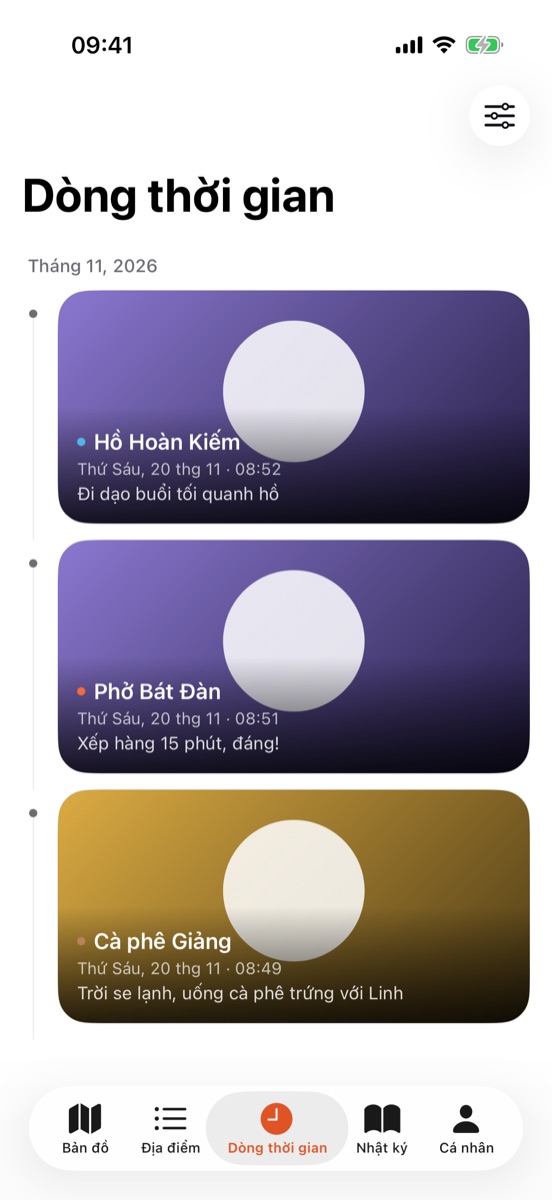 09:41
Dòng thời gian
Tháng 11, 2026
Hồ Hoàn Kiếm
Thứ Sáu, 20 thg 11 · 08:52
Đi dạo buổi tối quanh hồ
Phở Bát Đàn
Thứ Sáu, 20 thg 11 · 08:51
Xếp hàng 15 phút, đáng!
Cà phê Giảng
Thứ Sáu, 20 thg 11 · 08:49
Trời se lạnh, uống cà phê trứng với Linh
Bản đồ
Địa điểm
Dòng thời gian
Nhật ký
Cá nhân